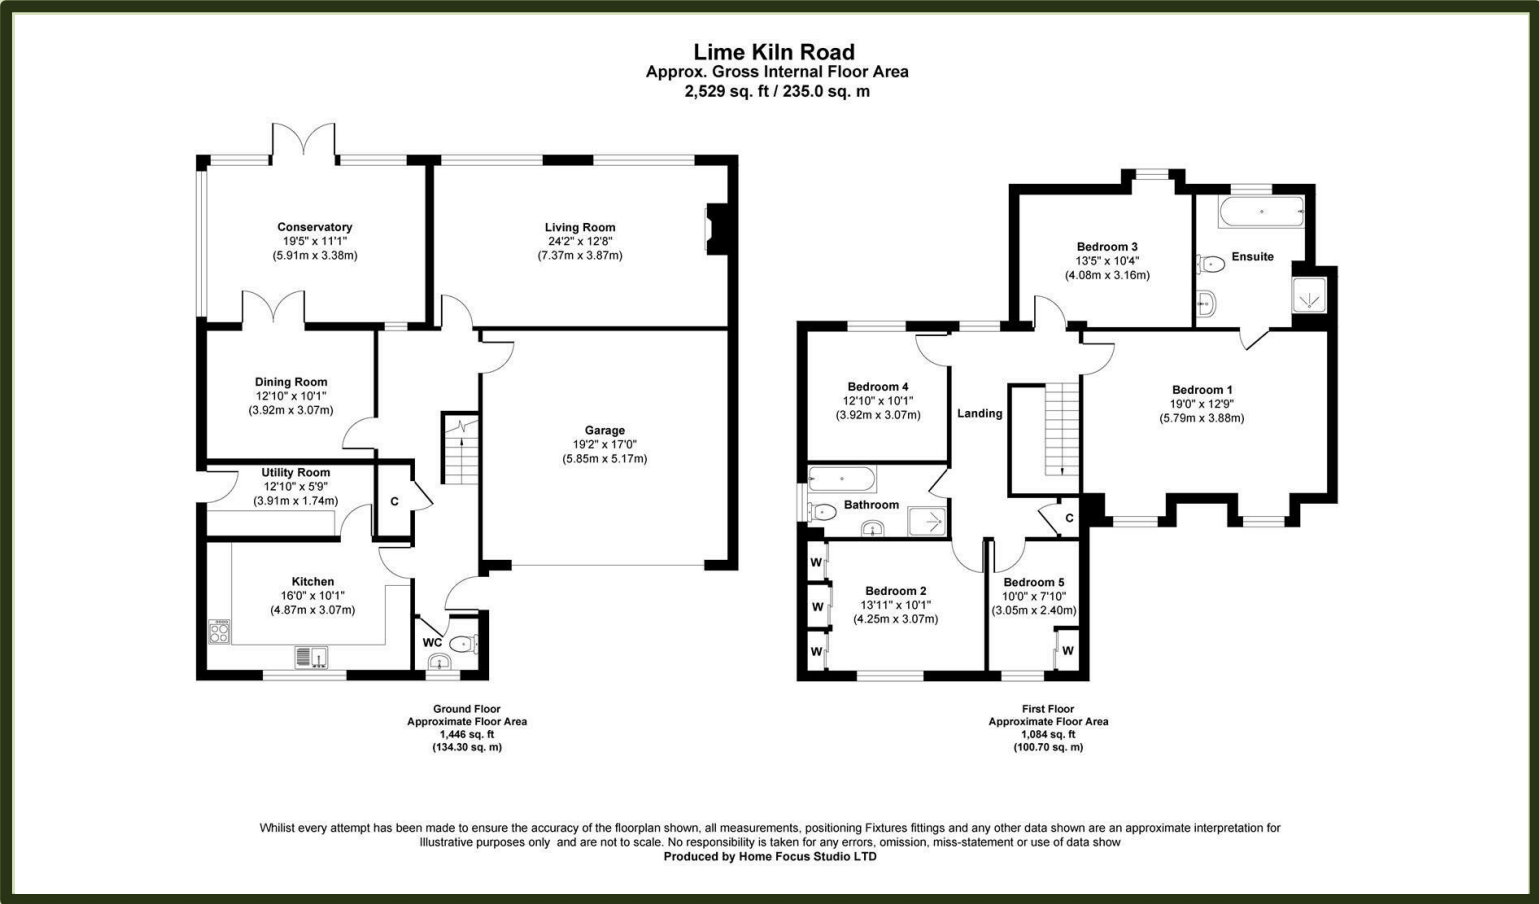 Lime Kiln Road
Approx. Gross Internal Floor Area
2,529 sq. ft / 235.0 sq. m
Conservatory
19'5" x 11'1"
(5.91m x 3.38m)
Living Room
24'2" x 12'8"
(7.37m x 3.87m)
Dining Room
12'10" x 10'1"
(3.92m x 3.07m)
Garage
19'2" x 17'0"
(5.85m x 5.17m)
Utility Room
12'10" x 5'9"
(3.91m x 1.74m)
C
Kitchen
16'0" x 10'1"
(4.87m x 3.07m)
WC
Ground Floor
Approximate Floor Area
1,446 sq. ft
(134.30 sq. m)
Bedroom 3
13'5" x 10'4"
(4.08m x 3.16m)
Ensuite
Bedroom 4
12'10" x 10'1"
(3.92m x 3.07m)
Landing
Bedroom 1
19'0" x 12'9"
(5.79m x 3.88m)
Bathroom
C
W
W
W
Bedroom 2
13'11" x 10'1"
(4.25m x 3.07m)
Bedroom 5
10'0" x 7'10"
(3.05m x 2.40m)
W
First Floor
Approximate Floor Area
1,084 sq. ft
(100.70 sq. m)
Whilst every attempt has been made to ensure the accuracy of the floorplan shown, all measurements, positioning Fixtures fittings and any other data shown are an approximate interpretation for
Illustrative purposes only and are not to scale. No responsibility is taken for any errors, omission, miss-statement or use of data show
Produced by Home Focus Studio LTD